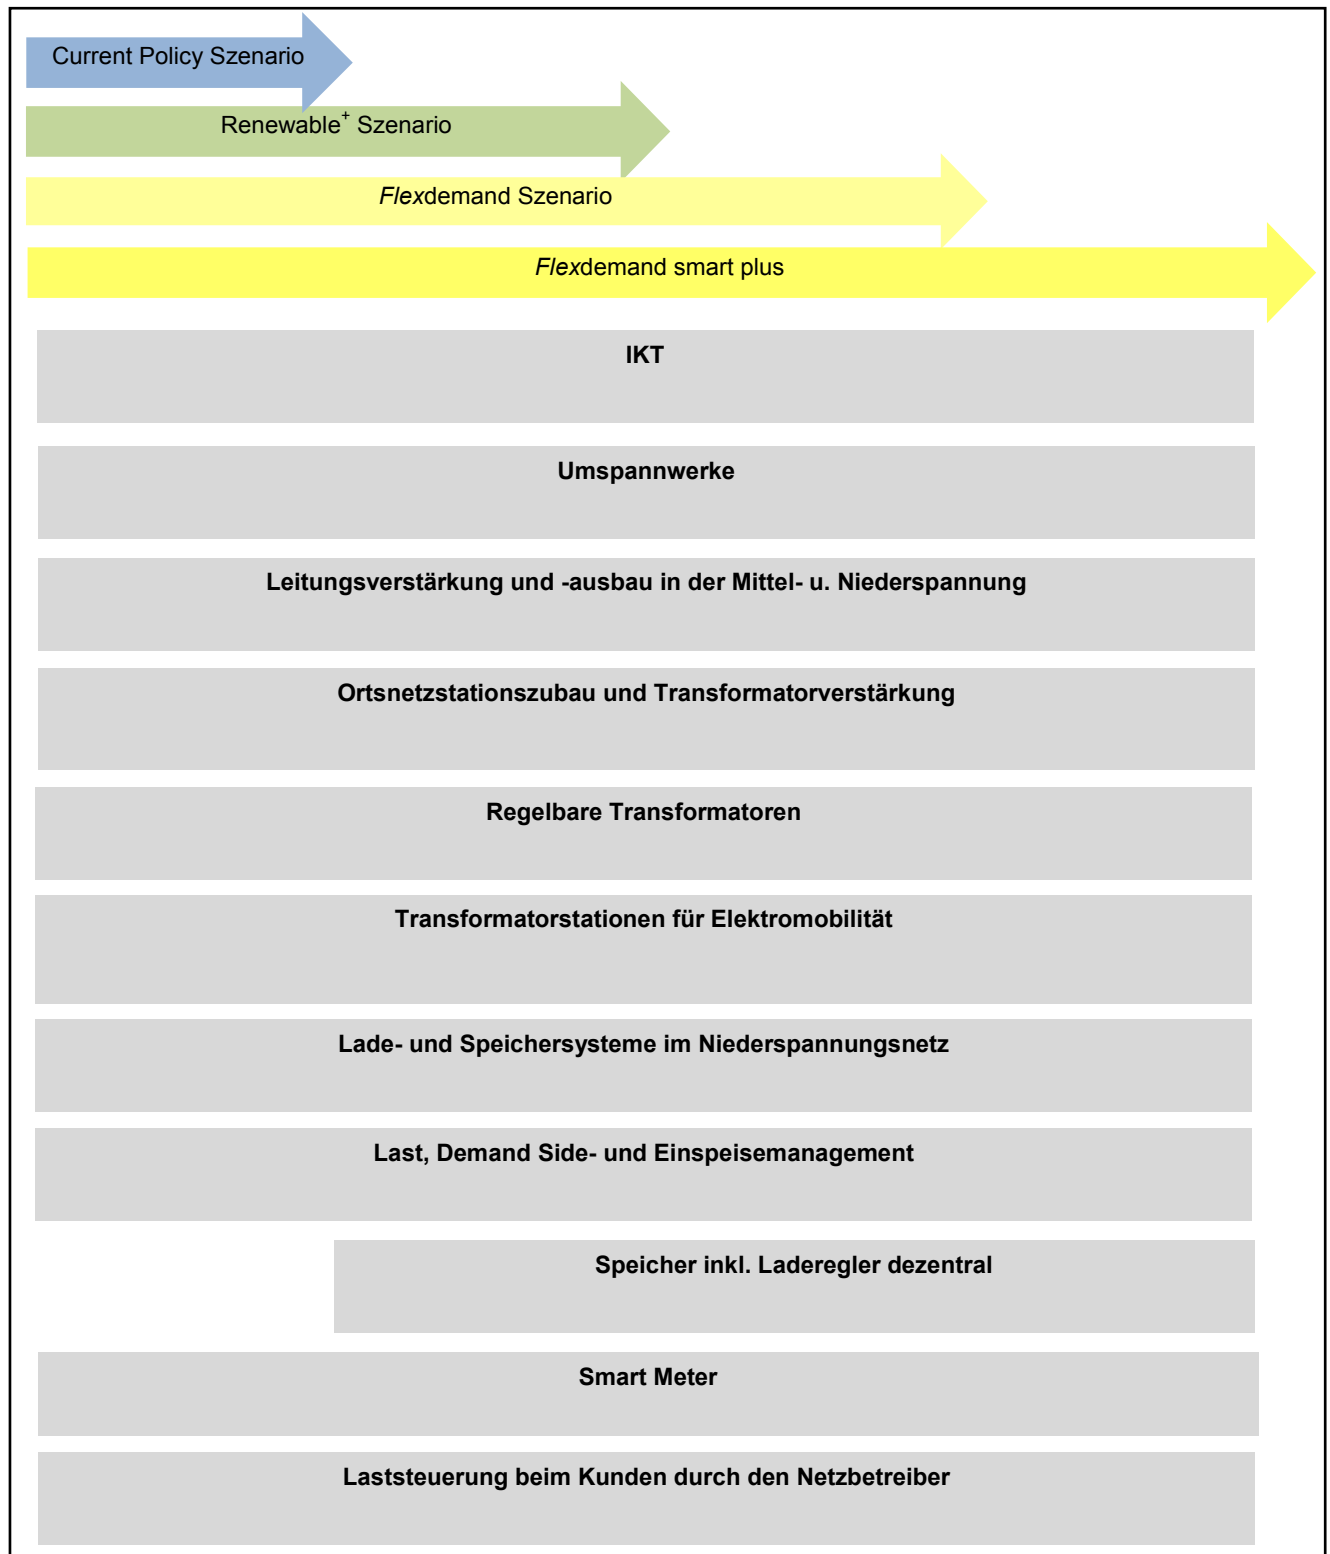 Current Policy Szenario
Renewable⁺ Szenario
Flexdemand Szenario
Flexdemand smart plus
IKT
Umspannwerke
Leitungsverstärkung und -ausbau in der Mittel- u. Niederspannung
Ortsnetzstationszubau und Transformatorverstärkung
Regelbare Transformatoren
Transformatorstationen für Elektromobilität
Lade- und Speichersysteme im Niederspannungsnetz
Last, Demand Side- und Einspeisemanagement
Speicher inkl. Laderegler dezentral
Smart Meter
Laststeuerung beim Kunden durch den Netzbetreiber